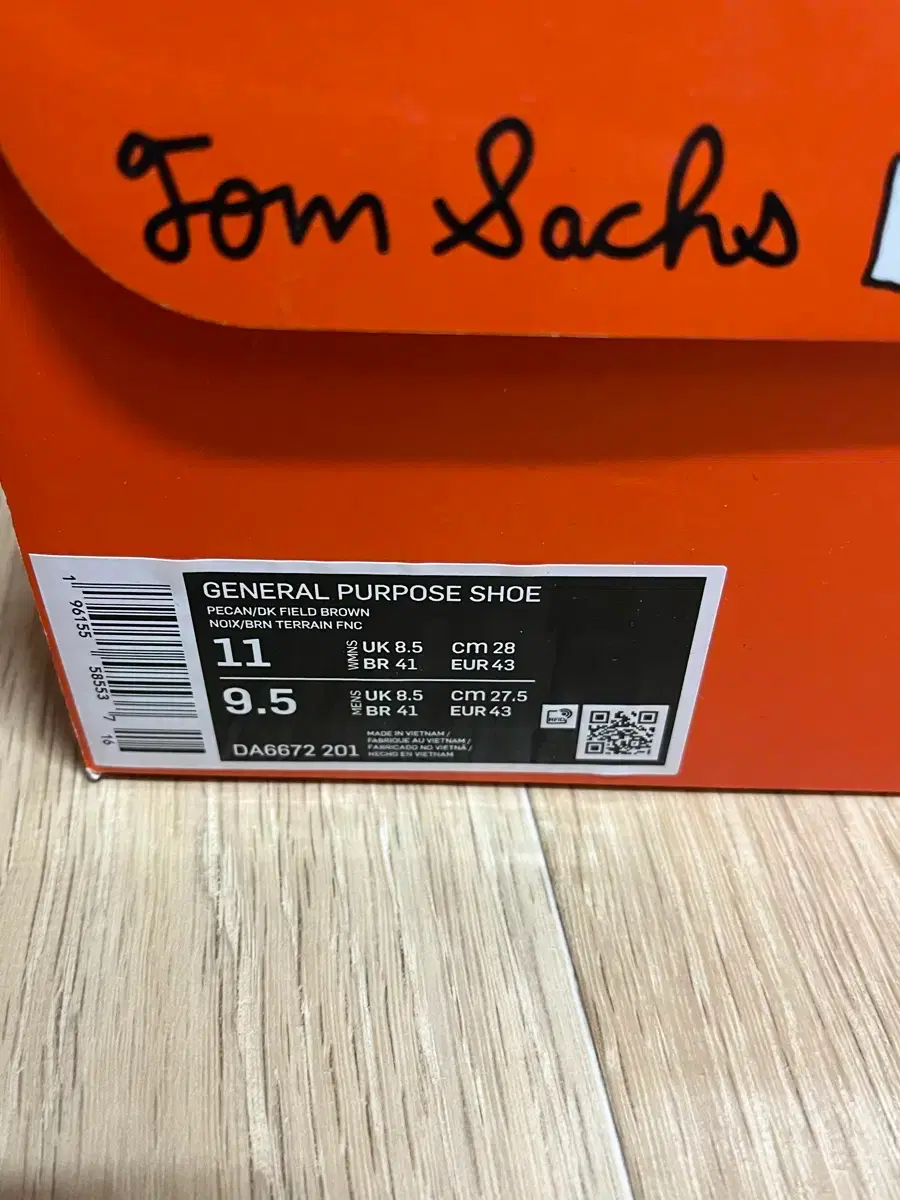 Tom Sachs
GENERAL PURPOSE SHOE
PECAN/DK FIELD BROWN
NOIX/BRN TERRAIN FNC
11
WMNS
UK 8.5 cm 28
BR 41 EUR 43
9.5
MENS
UK 8.5 cm 27.5
BR 41 EUR 43
DA6672 201
MADE IN VIETNAM /
FABRIQUE AU VIETNAM /
FABRICADO NO VIETNÃ /
HECHO EN VIETNAM
RFID
1 96155 58553 7
16